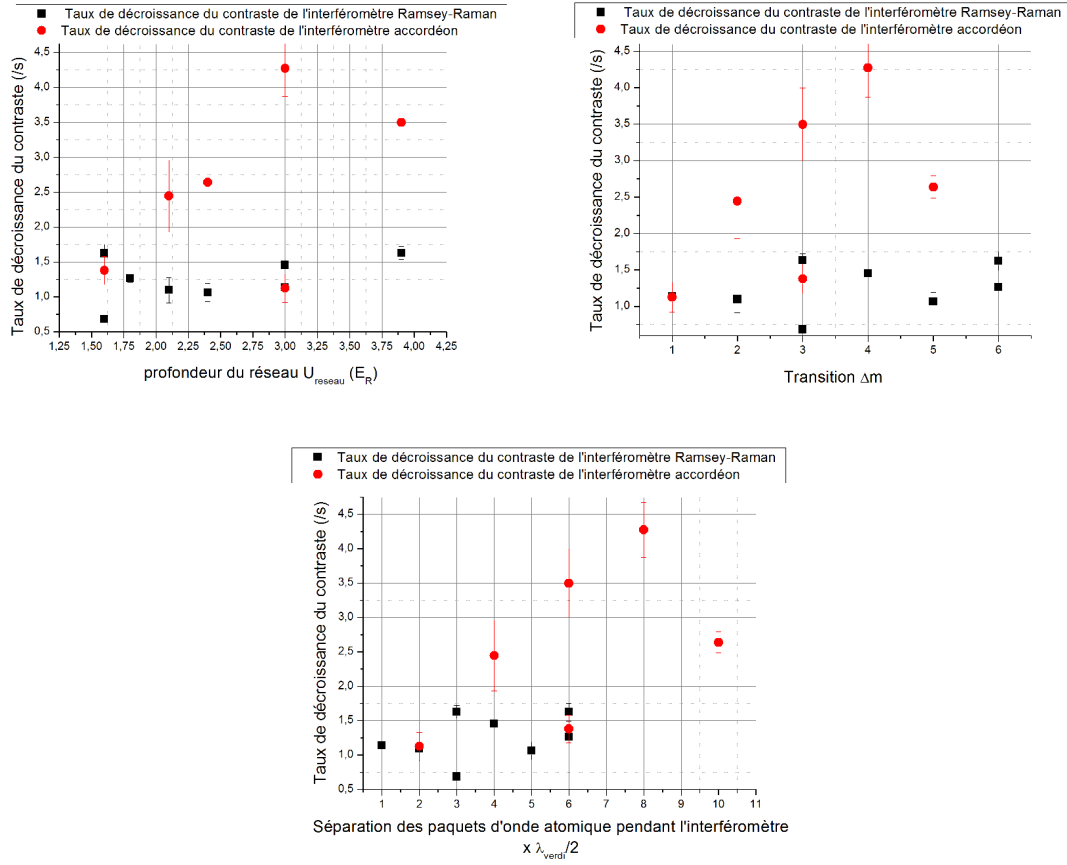 Taux de décroissance du contraste de l'interféromètre Ramsey-Raman
Taux de décroissance du contraste de l'interféromètre accordéon
Taux de décroissance du contraste (/s)
4,5
4,0
3,5
3,0
2,5
2,0
1,5
1,0
0,5
1,25 1,50 1,75 2,00 2,25 2,50 2,75 3,00 3,25 3,50 3,75 4,00 4,25
profondeur du réseau U_reseau (E_R)
Taux de décroissance du contraste de l'interféromètre Ramsey-Raman
Taux de décroissance du contraste de l'interféromètre accordéon
Taux de décroissance du contraste (/s)
4,5
4,0
3,5
3,0
2,5
2,0
1,5
1,0
1 2 3 4 5 6
Transition Δm
Taux de décroissance du contraste de l'interféromètre Ramsey-Raman
Taux de décroissance du contraste de l'interféromètre accordéon
Taux de décroissance du contraste (/s)
4,5
4,0
3,5
3,0
2,5
2,0
1,5
1,0
0,5
1 2 3 4 5 6 7 8 9 10 11
Séparation des paquets d'onde atomique pendant l'interféromètre
x λ_verdi/2